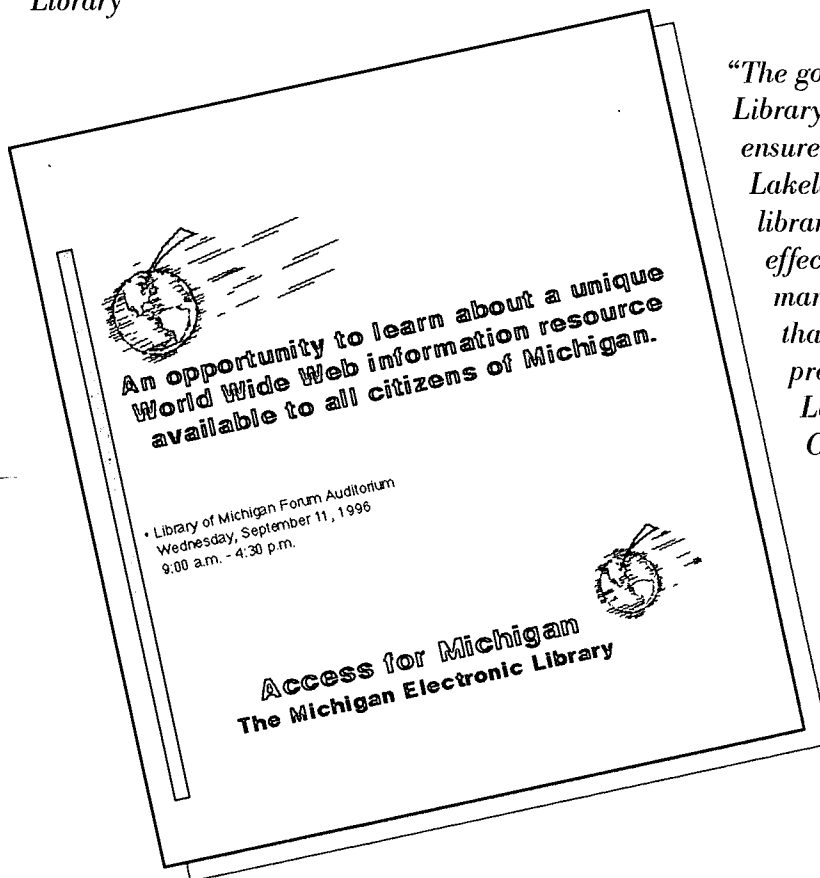 Library
An opportunity to learn about a unique
World Wide Web information resource
available to all citizens of Michigan.
• Library of Michigan Forum Auditorium
Wednesday, September 11, 1996
9:00 a.m. - 4:30 p.m.
Access for Michigan
The Michigan Electronic Library
“The go
Library
ensure
Lakel
librar
effec
man
tha
pr
L
C